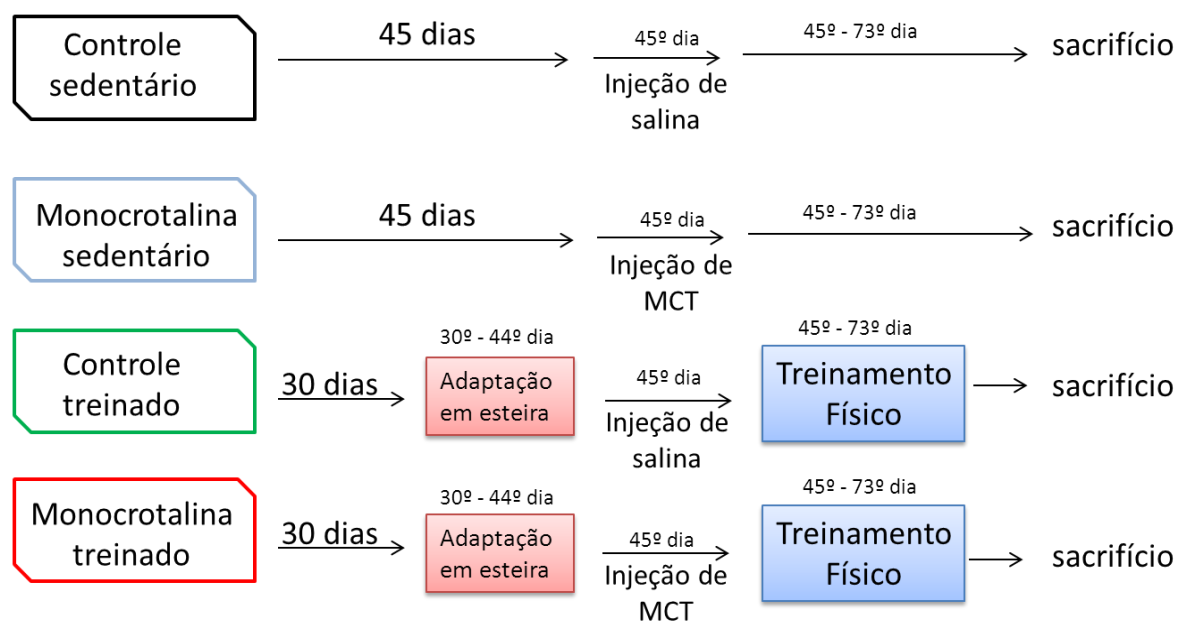 Controle
sedentário
45 dias
45º dia
Injeção de
salina
45º - 73º dia
sacrifício
Monocrotalina
sedentário
45 dias
45º dia
Injeção de
MCT
45º - 73º dia
sacrifício
Controle
treinado
30 dias
30º - 44º dia
Adaptação
em esteira
45º dia
Injeção de
salina
45º - 73º dia
Treinamento
Físico
sacrifício
Monocrotalina
treinado
30 dias
30º - 44º dia
Adaptação
em esteira
45º dia
Injeção de
MCT
45º - 73º dia
Treinamento
Físico
sacrifício